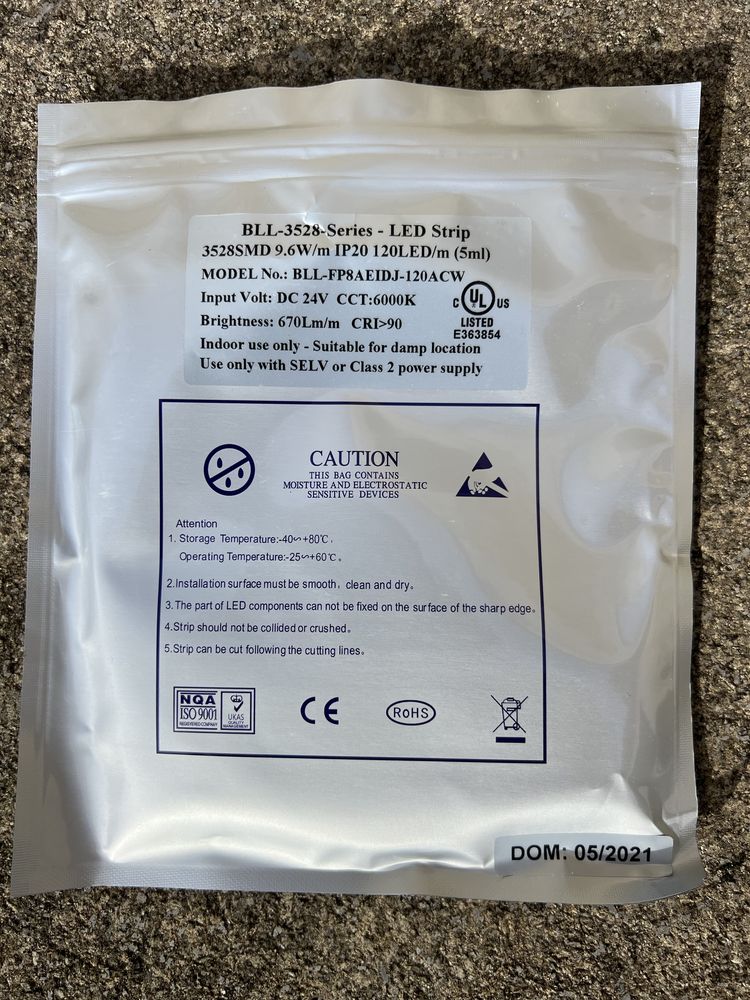 BLL-3528-Series - LED Strip
3528SMD 9.6W/m IP20 120LED/m (5ml)
MODEL No.: BLL-FP8AEIDJ-120ACW
Input Volt: DC 24V CCT:6000K
Brightness: 670Lm/m CRI>90
C UL US
LISTED
E363854
Indoor use only - Suitable for damp location
Use only with SELV or Class 2 power supply
CAUTION
THIS BAG CONTAINS
MOISTURE AND ELECTROSTATIC
SENSITIVE DEVICES
Attention
1. Storage Temperature:-40∽+80℃,
Operating Temperature:-25∽+60℃。
2.Installation surface must be smooth, clean and dry。
3.The part of LED components can not be fixed on the surface of the sharp edge。
4.Strip should not be collided or crushed。
5.Strip can be cut following the cutting lines。
NQA
ISO 9001
REGISTERED COMPANY
UKAS
QUALITY
MANAGEMENT
CE
RoHS
DOM: 05/2021